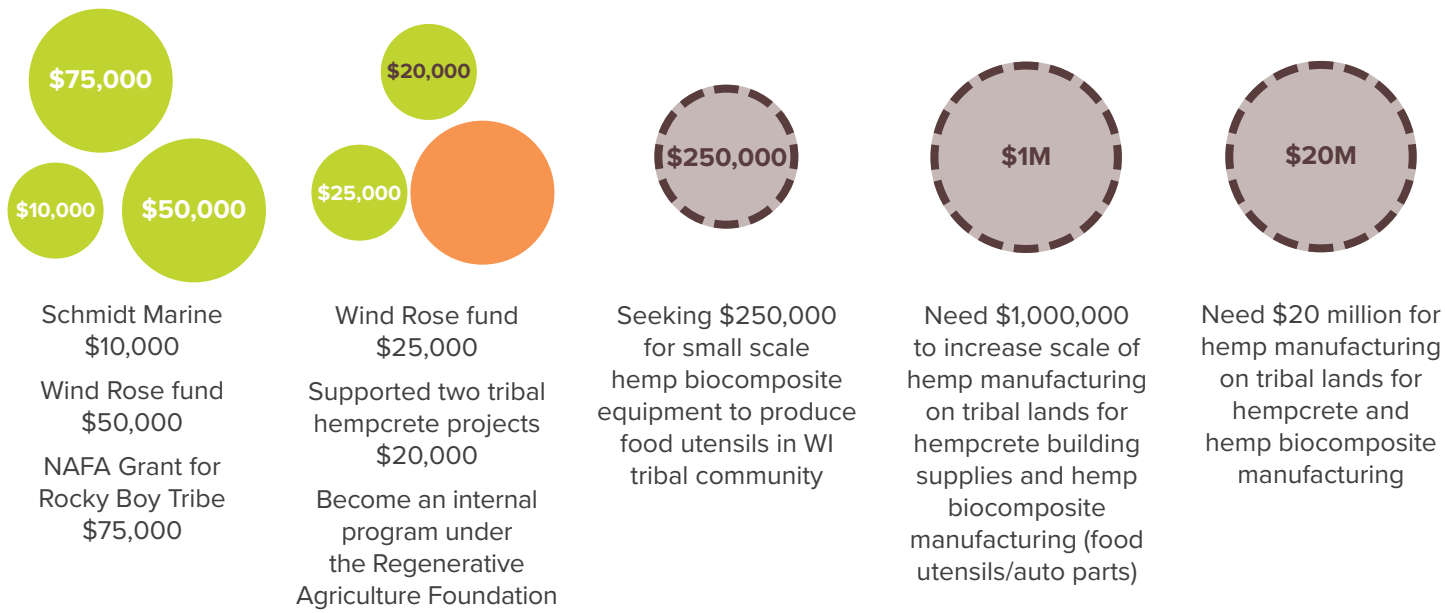 $75,000
$10,000
$50,000
Schmidt Marine
$10,000
Wind Rose fund
$50,000
NAFA Grant for
Rocky Boy Tribe
$75,000
$20,000
$25,000
Wind Rose fund
$25,000
Supported two tribal
hempcrete projects
$20,000
Become an internal
program under
the Regenerative
Agriculture Foundation
$250,000
Seeking $250,000
for small scale
hemp biocomposite
equipment to produce
food utensils in WI
tribal community
$1M
Need $1,000,000
to increase scale of
hemp manufacturing
on tribal lands for
hempcrete building
supplies and hemp
biocomposite
manufacturing (food
utensils/auto parts)
$20M
Need $20 million for
hemp manufacturing
on tribal lands for
hempcrete and
hemp biocomposite
manufacturing